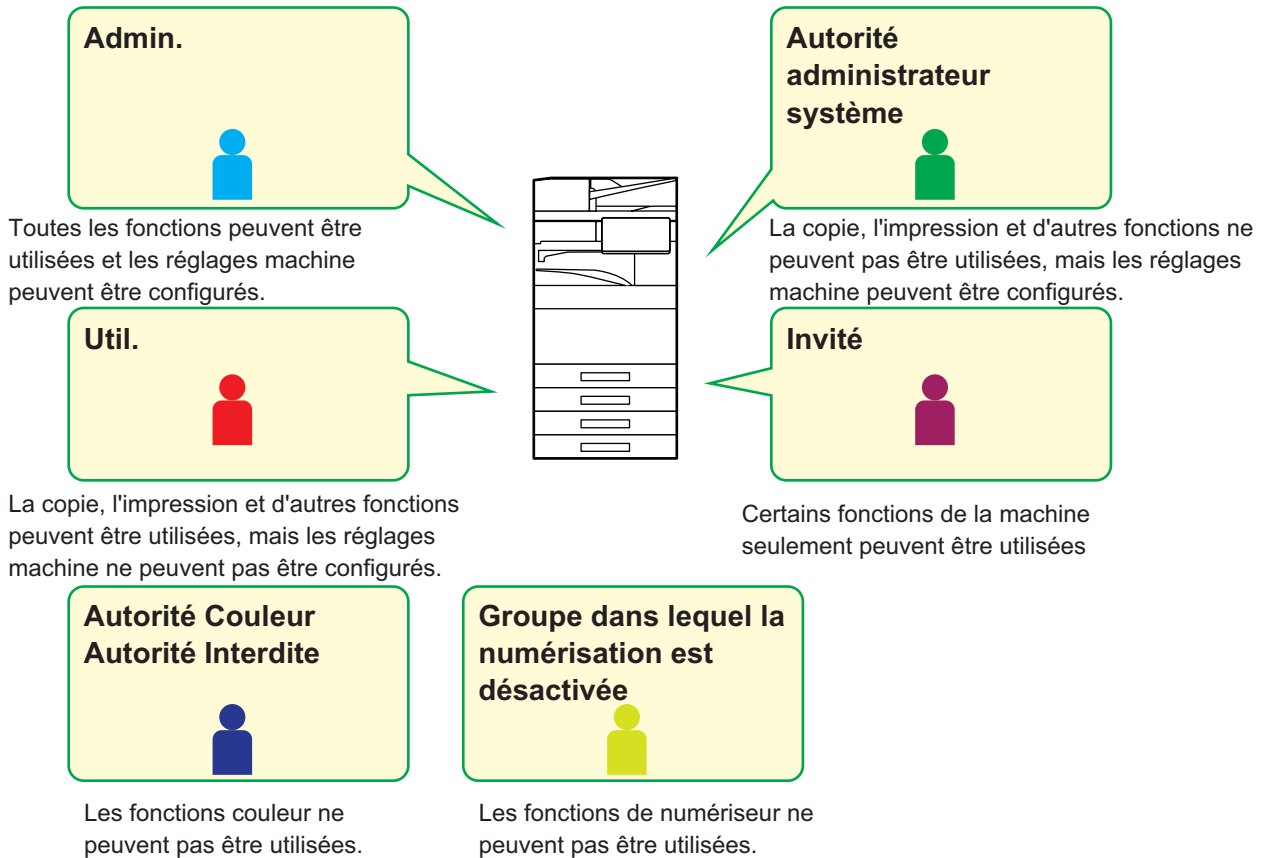 Admin.
Toutes les fonctions peuvent être
utilisées et les réglages machine
peuvent être configurés.
Autorité
administrateur
système
La copie, l'impression et d'autres fonctions ne
peuvent pas être utilisées, mais les réglages
machine peuvent être configurés.
Util.
La copie, l'impression et d'autres fonctions
peuvent être utilisées, mais les réglages
machine ne peuvent pas être configurés.
Invité
Certains fonctions de la machine
seulement peuvent être utilisées
Autorité Couleur
Autorité Interdite
Les fonctions couleur ne
peuvent pas être utilisées.
Groupe dans lequel la
numérisation est
désactivée
Les fonctions de numériseur ne
peuvent pas être utilisées.